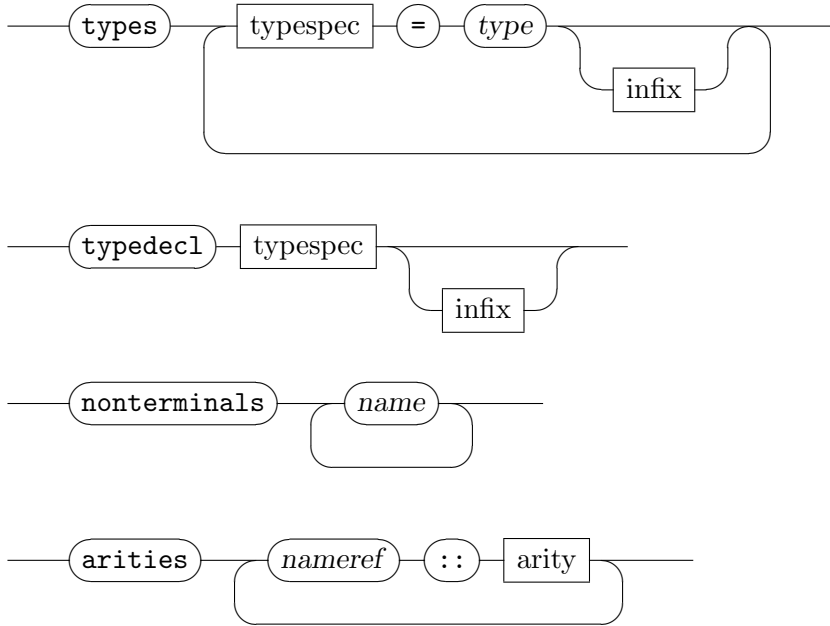 types typespec = type
infix
typedecl typespec
infix
nonterminals name
arities nameref :: arity